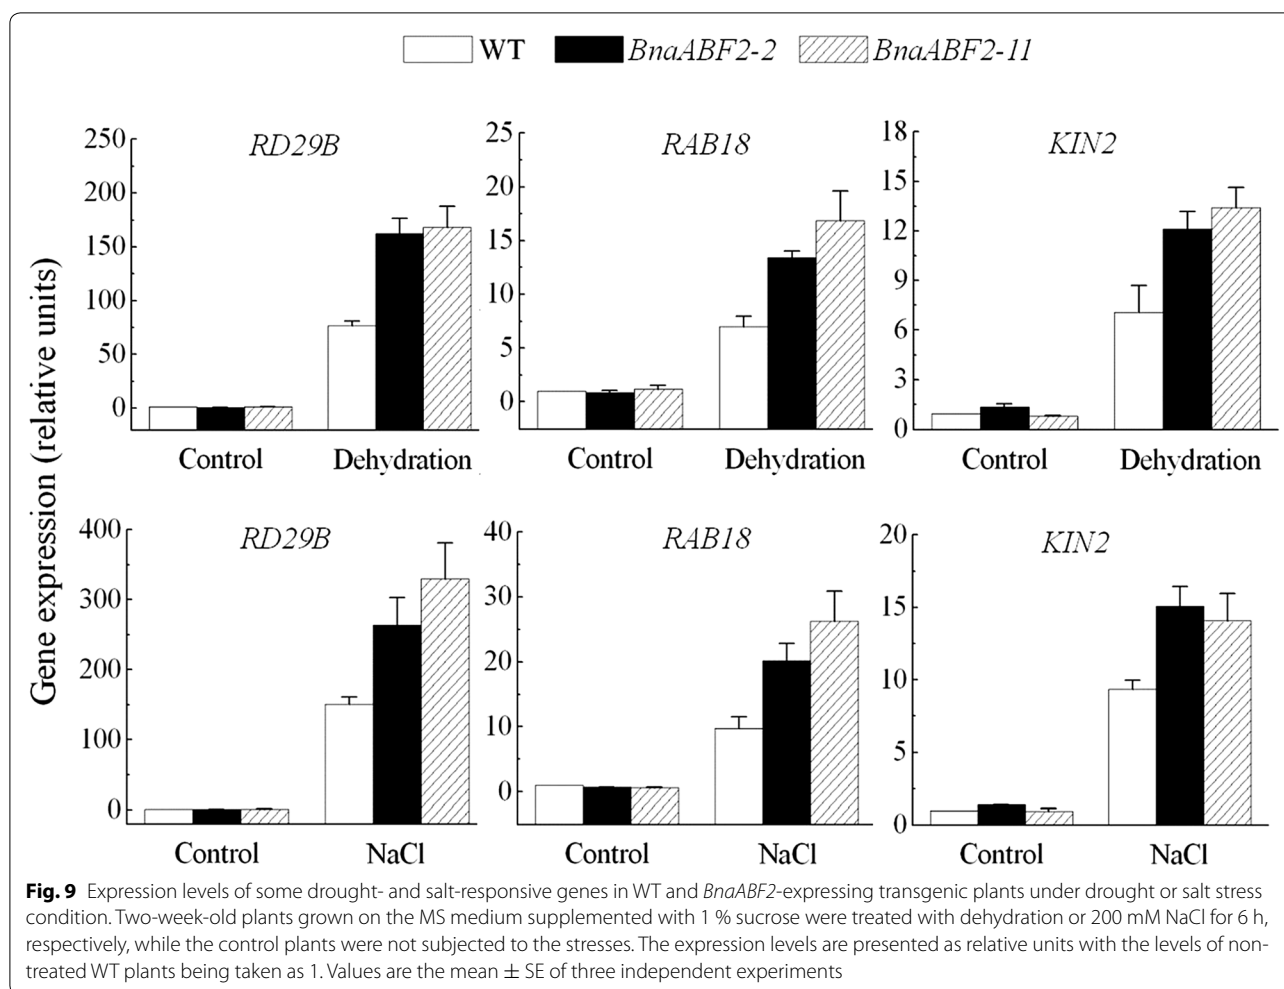 WT BnaABF2-2 BnaABF2-11
Gene expression (relative units)
RD29B
250
200
150
100
50
0
Control Dehydration
RAB18
25
20
15
10
5
0
Control Dehydration
KIN2
18
15
12
9
6
3
0
Control Dehydration
RD29B
400
300
200
100
0
Control NaCl
RAB18
40
30
20
10
0
Control NaCl
KIN2
20
15
10
5
0
Control NaCl
Fig. 9 Expression levels of some drought- and salt-responsive genes in WT and BnaABF2-expressing transgenic plants under drought or salt stress
condition. Two-week-old plants grown on the MS medium supplemented with 1 % sucrose were treated with dehydration or 200 mM NaCl for 6 h,
respectively, while the control plants were not subjected to the stresses. The expression levels are presented as relative units with the levels of non-
treated WT plants being taken as 1. Values are the mean ± SE of three independent experiments